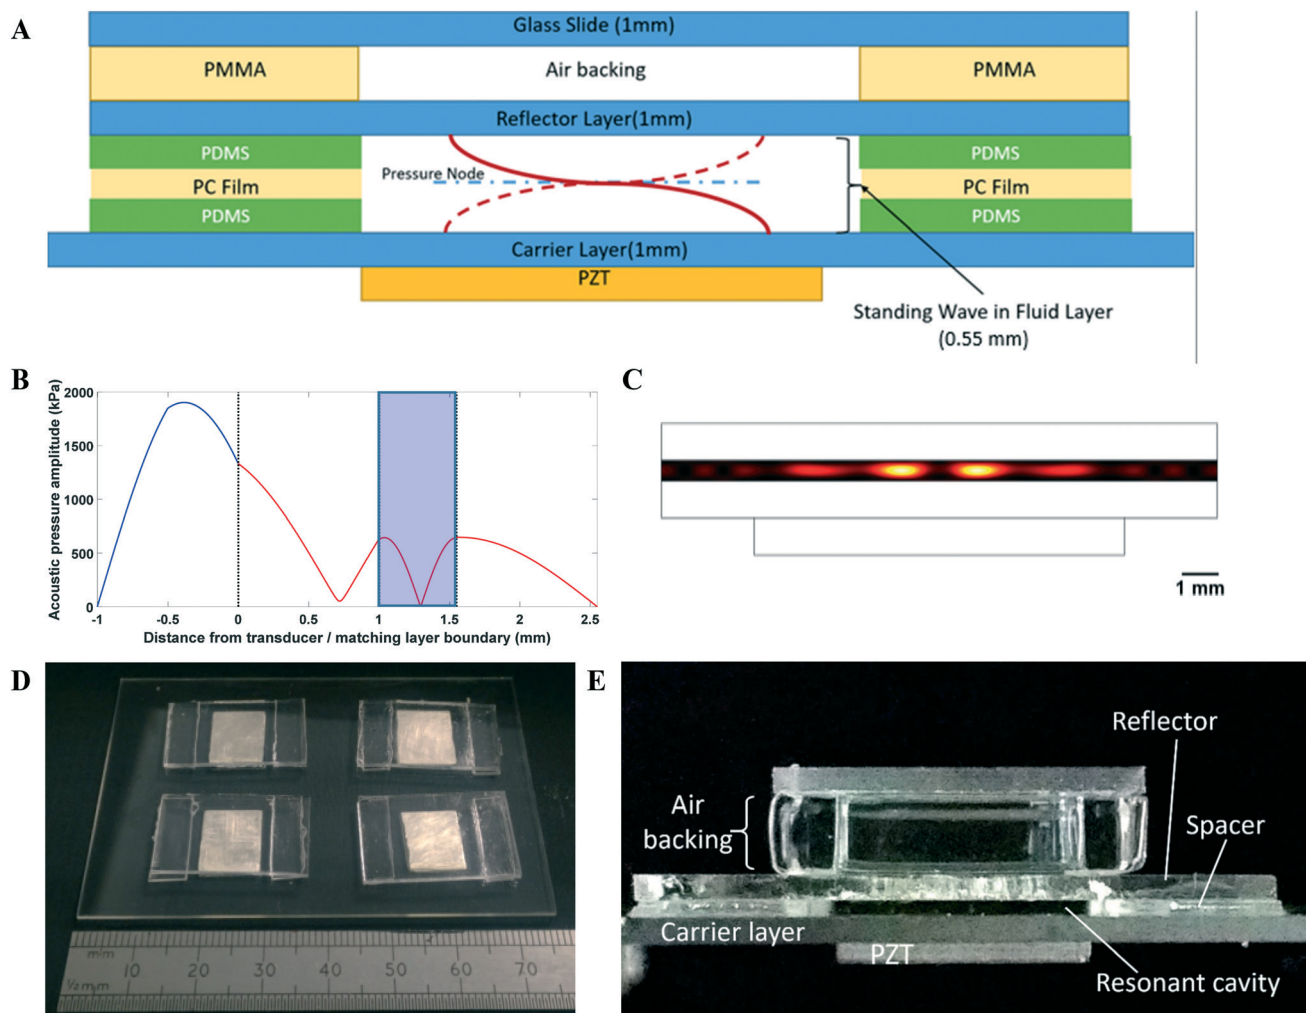 A
Glass Slide (1mm)
PMMA
Air backing
PMMA
Reflector Layer(1mm)
PDMS
PDMS
Pressure Node
PC Film
PC Film
PDMS
PDMS
Carrier Layer(1mm)
PZT
Standing Wave in Fluid Layer
(0.55 mm)
B
Acoustic pressure amplitude (kPa)
2000
1500
1000
500
0
-1
-0.5
0
0.5
1
1.5
2
2.5
Distance from transducer / matching layer boundary (mm)
C
1 mm
D
m/m
10
20
30
40
50
60
70
½ m/m
E
Reflector
Air
backing
Spacer
Carrier layer
PZT
Resonant cavity